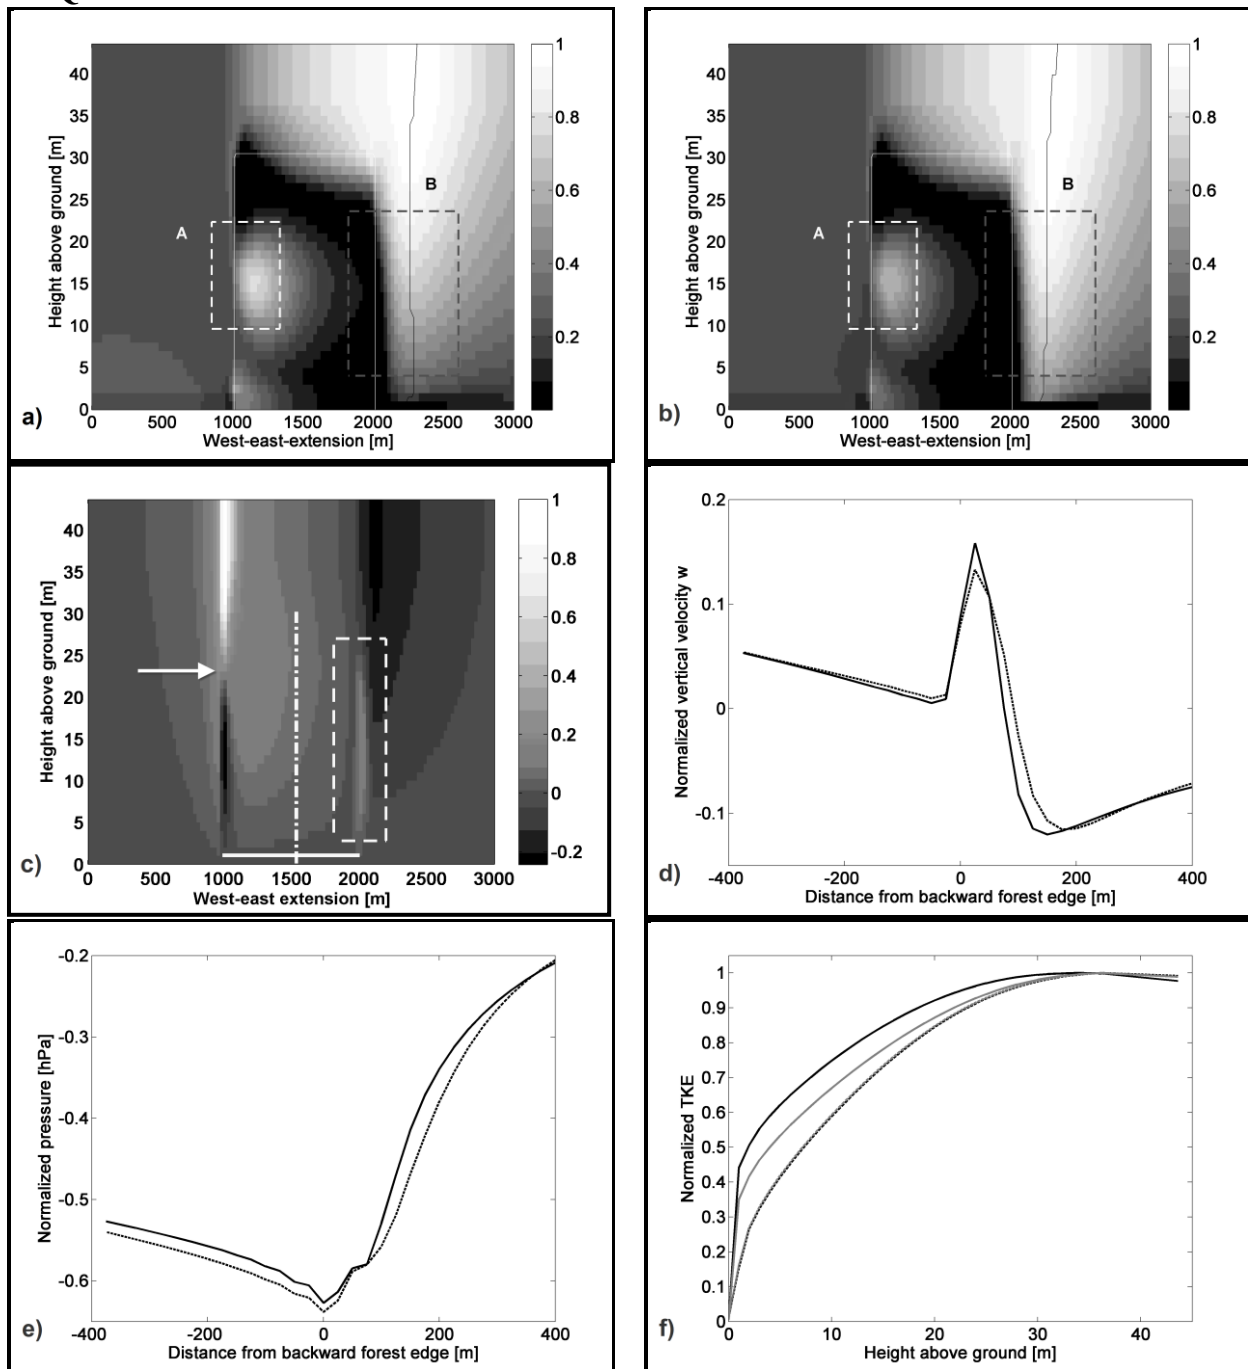 Height above ground [m]
40
35
30
25
20
15
10
5
0
A
B
1
0.8
0.6
0.4
0.2
0 500 1000 1500 2000 2500 3000
West-east-extension [m]
a)
Height above ground [m]
40
35
30
25
20
15
10
5
0
A
B
1
0.8
0.6
0.4
0.2
0 500 1000 1500 2000 2500 3000
West-east-extension [m]
b)
Height above ground [m]
40
35
30
25
20
15
10
5
0
1
0.8
0.6
0.4
0.2
0
-0.2
0 500 1000 1500 2000 2500 3000
West-east extension [m]
c)
Normalized vertical velocity w
0.2
0.1
0
-0.1
-400 -200 0 200 400
Distance from backward forest edge [m]
d)
Normalized pressure [hPa]
-0.2
-0.3
-0.4
-0.5
-0.6
-400 -200 0 200 400
Distance from backward forest edge [m]
e)
Normalized TKE
1
0.9
0.8
0.7
0.6
0.5
0.4
0.3
0.2
0.1
0
0 10 20 30 40
Height above ground [m]
f)